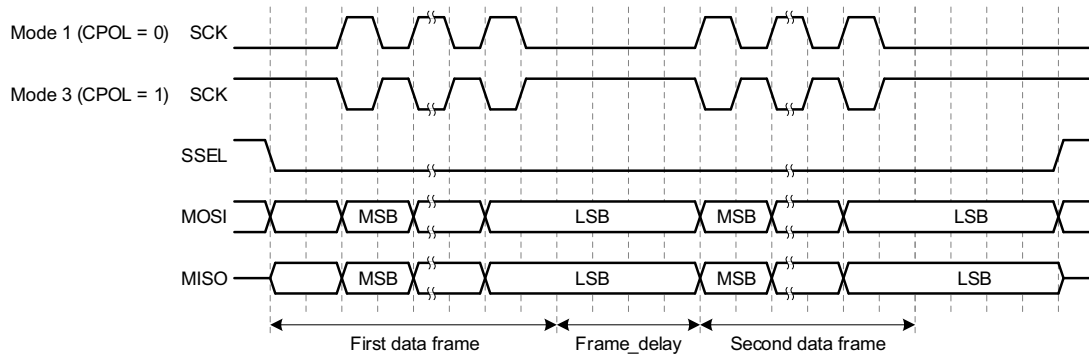 Mode 1 (CPOL = 0) SCK
Mode 3 (CPOL = 1) SCK
SSEL
MOSI MSB LSB MSB LSB
MISO MSB LSB MSB LSB
First data frame Frame_delay Second data frame